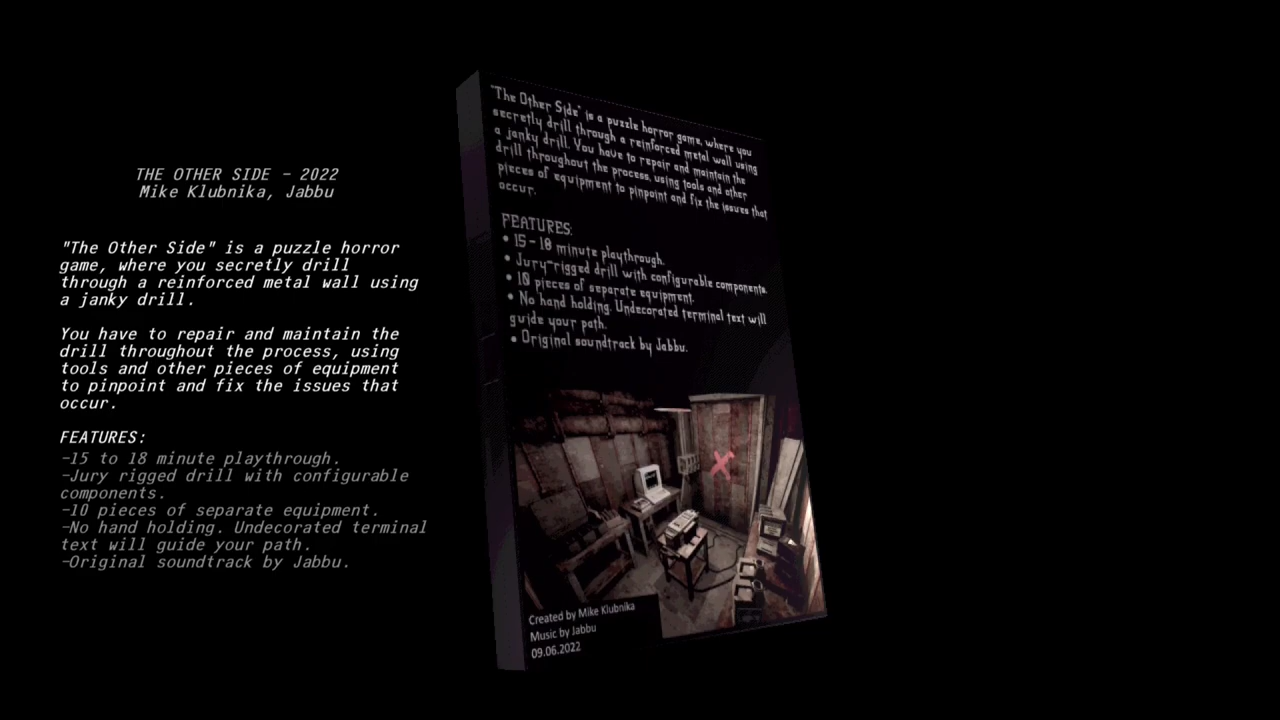 THE OTHER SIDE - 2022
Mike Klubnika, Jabbu
"The Other Side" is a puzzle horror
game, where you secretly drill
through a reinforced metal wall using
a janky drill.
You have to repair and maintain the
drill throughout the process, using
tools and other pieces of equipment
to pinpoint and fix the issues that
occur.
FEATURES:
-15 to 18 minute playthrough.
-Jury rigged drill with configurable
components.
-10 pieces of separate equipment.
-No hand holding. Undecorated terminal
text will guide your path.
-Original soundtrack by Jabbu.
"The Other Side" is a puzzle horror game, where you
secretly drill through a reinforced metal wall using
a janky drill. You have to repair and maintain the
drill throughout the process, using tools and other
pieces of equipment to pinpoint and fix the issues that
occur.
FEATURES:
• 15-18 minute playthrough.
• Jury-rigged drill with configurable components.
• 10 pieces of separate equipment.
• No hand holding. Undecorated terminal text will
guide your path.
• Original soundtrack by Jabbu.
Created by Mike Klubnika
Music by Jabbu
09.06.2022